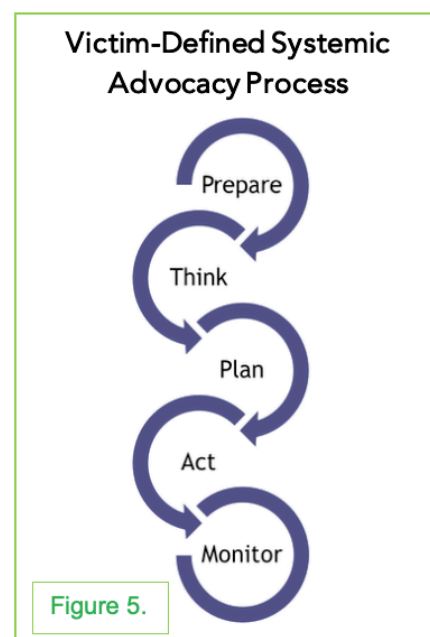 Victim-Defined Systemic
Advocacy Process
Prepare
Think
Plan
Act
Monitor
Figure 5.